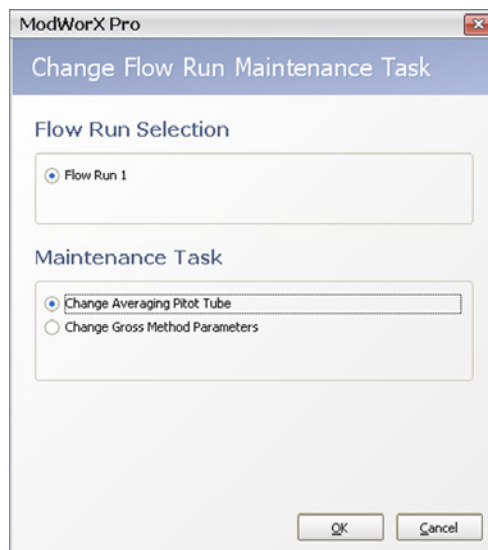 ModWorX Pro
Change Flow Run Maintenance Task
Flow Run Selection
Flow Run 1
Maintenance Task
Change Averaging Pitot Tube
Change Gross Method Parameters
OK
Cancel